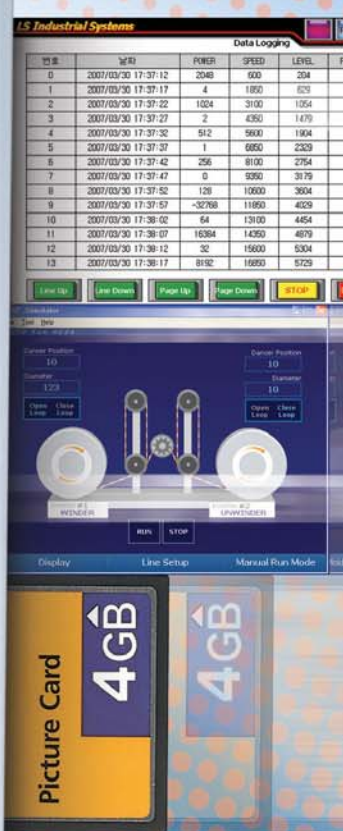 LS Industrial Systems
Data Logging
번호 날짜 POWER SPEED LEVEL
0 2007/03/30 17:37:12 2048 600 204
1 2007/03/30 17:37:17 4 1850 629
2 2007/03/30 17:37:22 1024 3100 1054
3 2007/03/30 17:37:27 2 4350 1479
4 2007/03/30 17:37:32 512 5600 1904
5 2007/03/30 17:37:37 1 6850 2329
6 2007/03/30 17:37:42 256 8100 2754
7 2007/03/30 17:37:47 0 9350 3179
8 2007/03/30 17:37:52 128 10600 3604
9 2007/03/30 17:37:57 -32768 11850 4029
10 2007/03/30 17:38:02 64 13100 4454
11 2007/03/30 17:38:07 16384 14350 4879
12 2007/03/30 17:38:12 32 15600 5304
13 2007/03/30 17:38:17 8192 16850 5729
Line Up Line Down Page Up Page Down STOP
Simulator
Tool Help
Dancer Position Dancer Position
10 10
Diameter Diameter
123 10
Open Close Open Close
Loop Loop Loop Loop
#1 #2
WINDER UNWINDER
RUN STOP
Display Line Setup Manual Run Mode
Picture Card
4GB
4GB